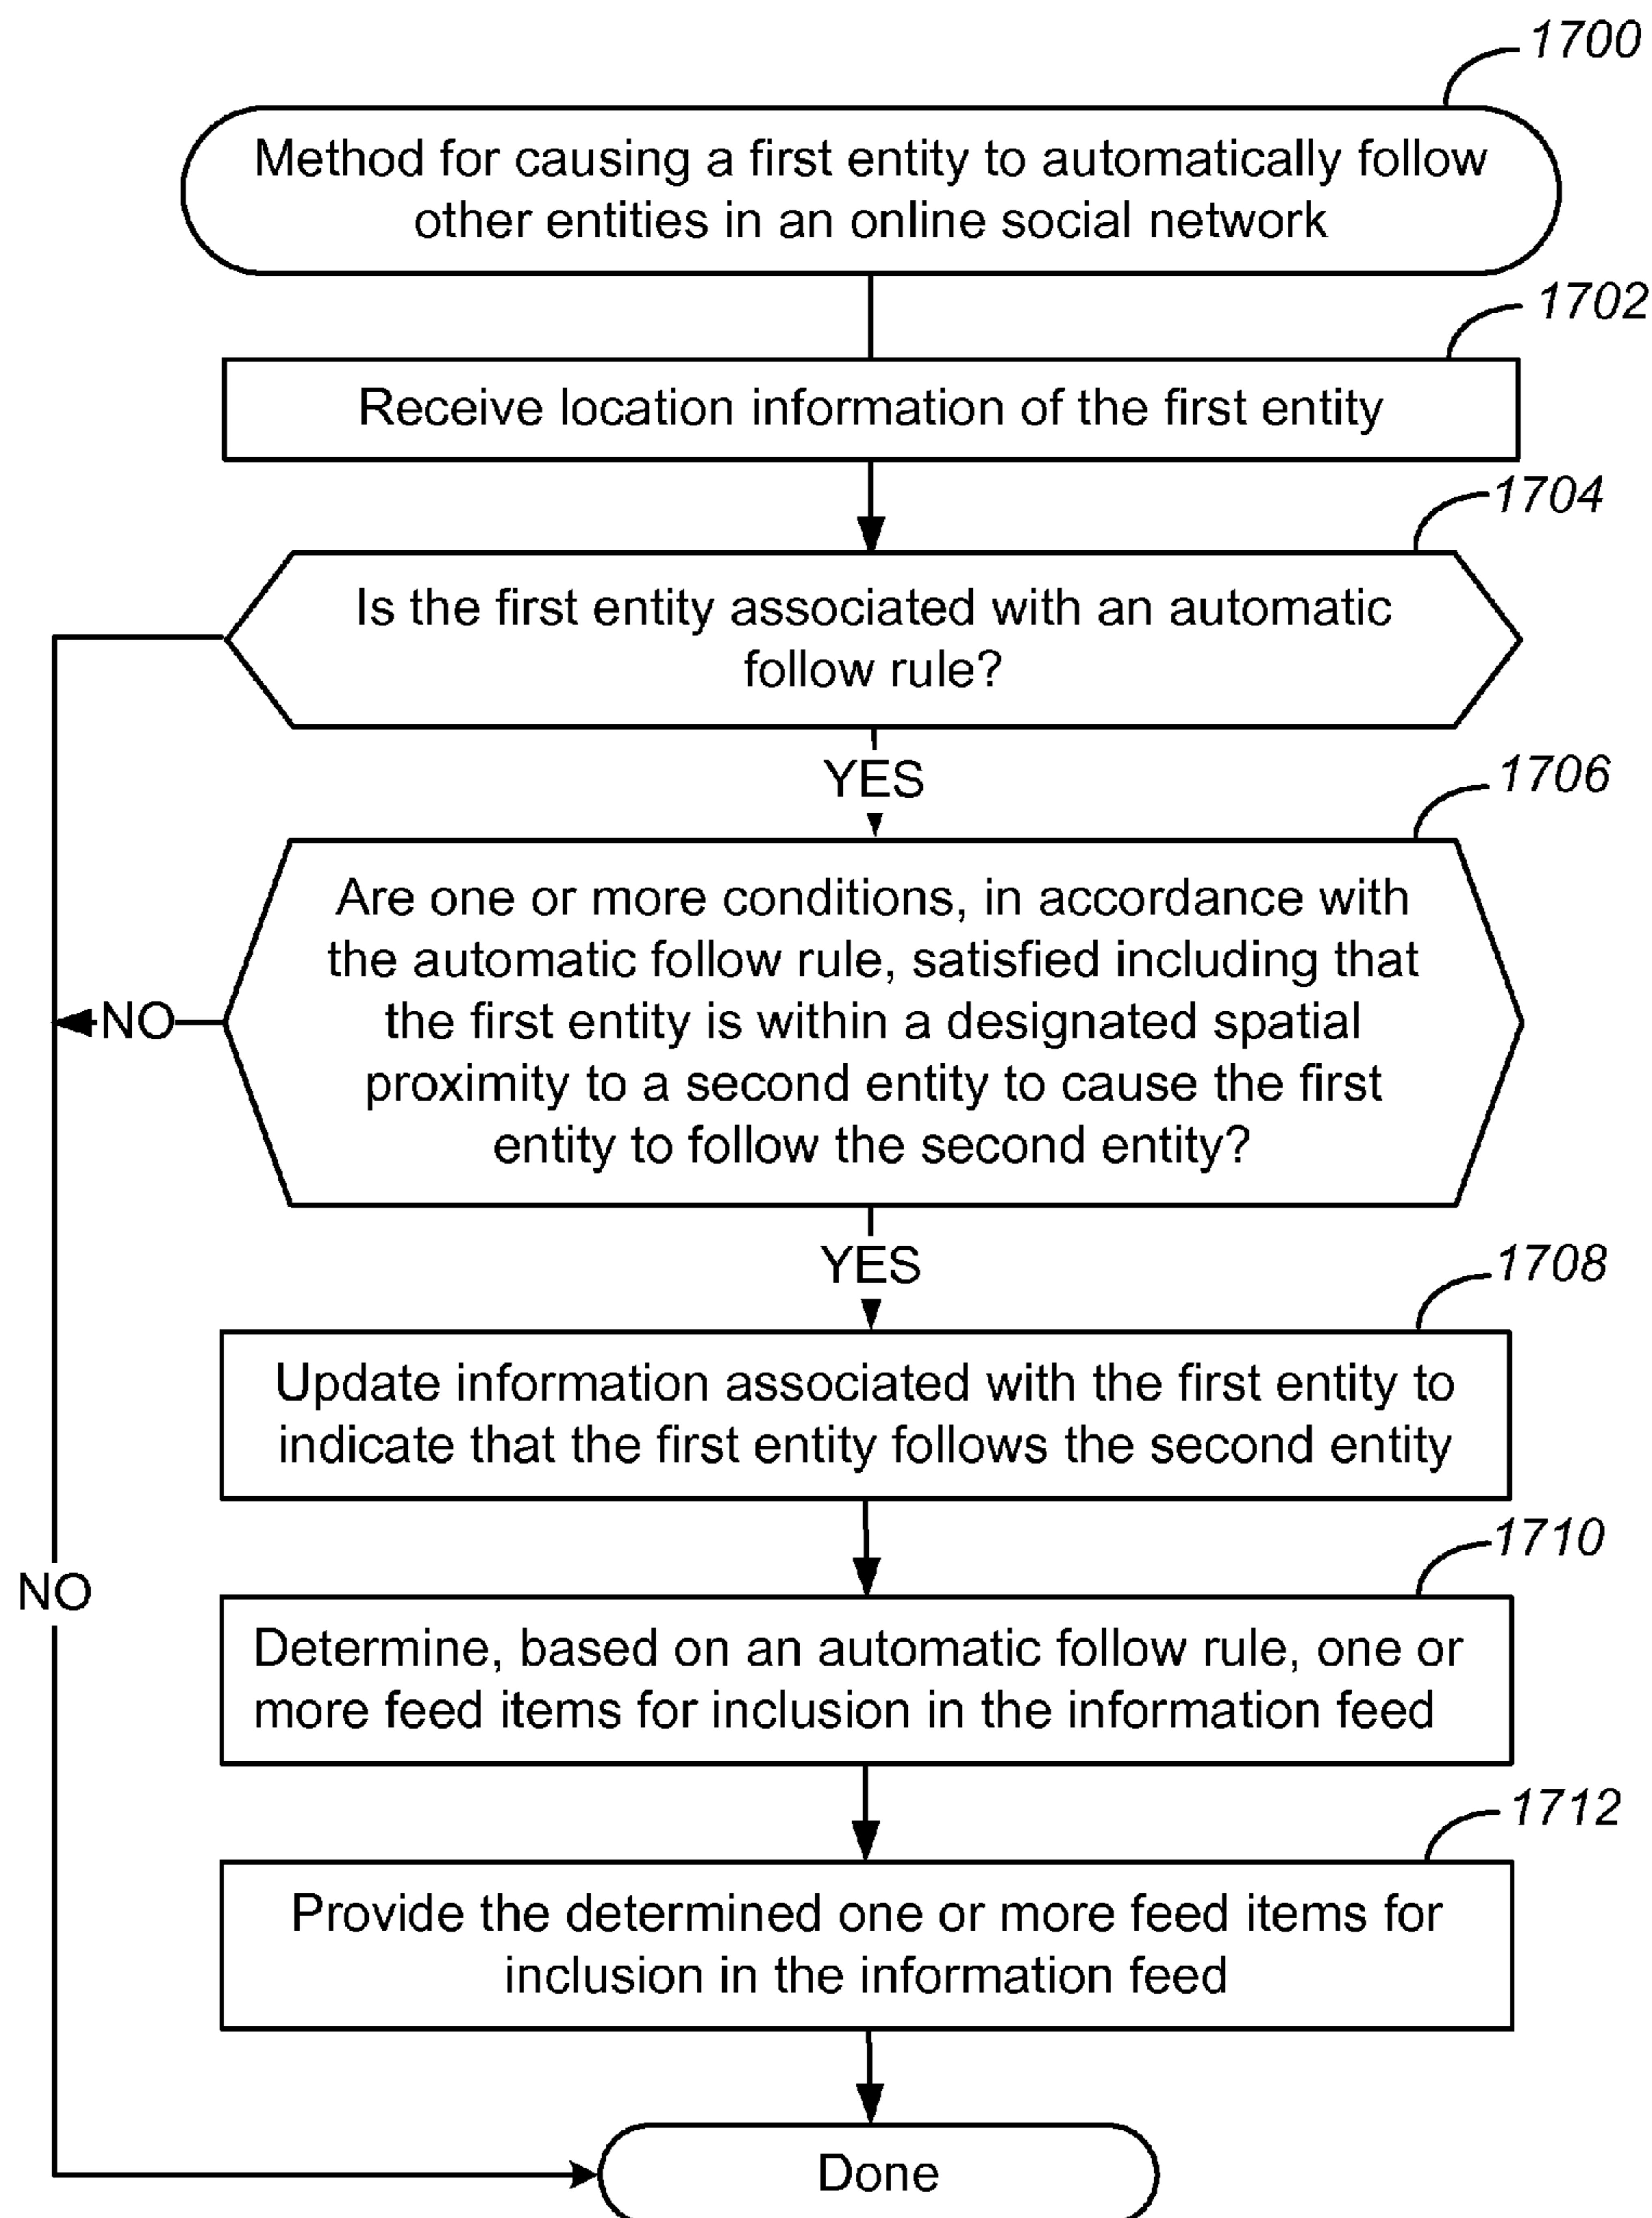 1700
Method for causing a first entity to automatically follow
other entities in an online social network
1702
Receive location information of the first entity
1704
Is the first entity associated with an automatic
follow rule?
YES
1706
Are one or more conditions, in accordance with
the automatic follow rule, satisfied including that
the first entity is within a designated spatial
proximity to a second entity to cause the first
entity to follow the second entity?
NO
YES
1708
Update information associated with the first entity to
indicate that the first entity follows the second entity
1710
NO
Determine, based on an automatic follow rule, one or
more feed items for inclusion in the information feed
1712
Provide the determined one or more feed items for
inclusion in the information feed
Done